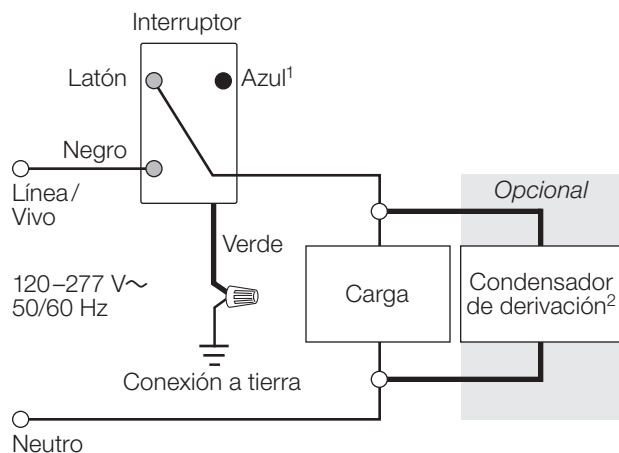 Interruptor
Latón
Azul¹
Negro
Línea/
Vivo
Opcional
Verde
120–277 V~
50/60 Hz
Carga
Condensador
de derivación²
Conexión a tierra
Neutro